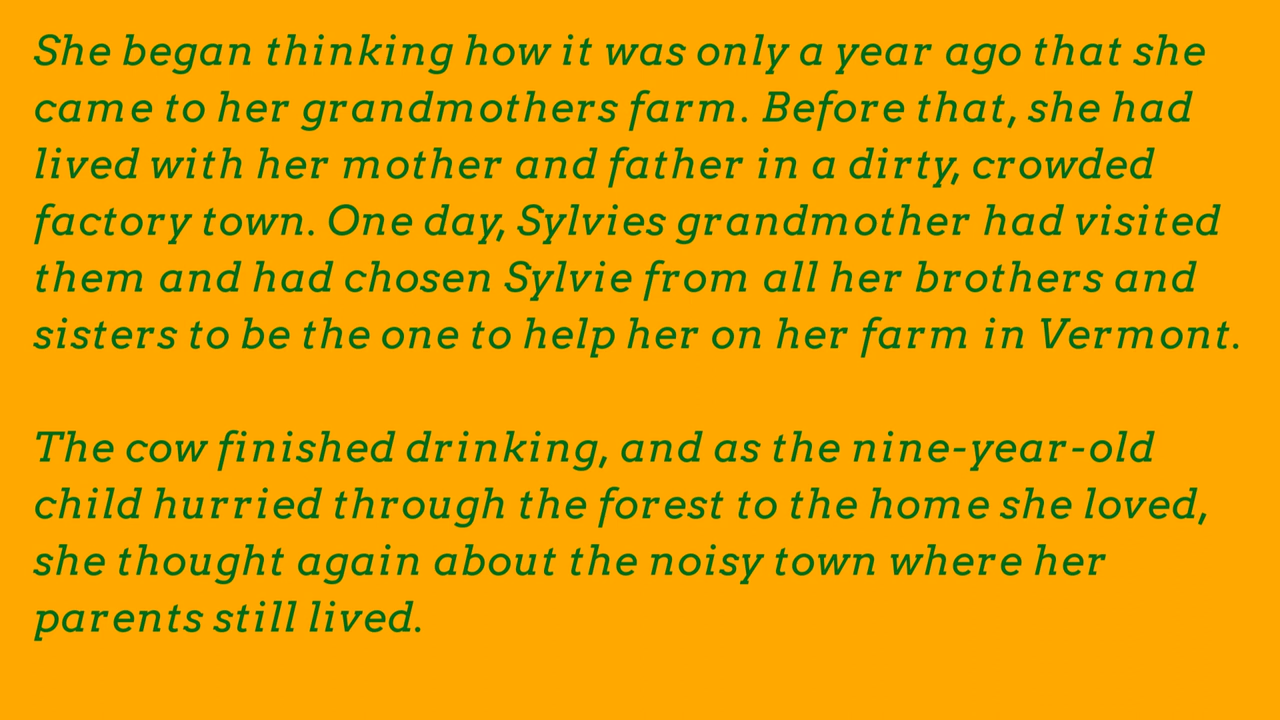 She began thinking how it was only a year ago that she
came to her grandmothers farm. Before that, she had
lived with her mother and father in a dirty, crowded
factory town. One day, Sylvies grandmother had visited
them and had chosen Sylvie from all her brothers and
sisters to be the one to help her on her farm in Vermont.
The cow finished drinking, and as the nine-year-old
child hurried through the forest to the home she loved,
she thought again about the noisy town where her
parents still lived.